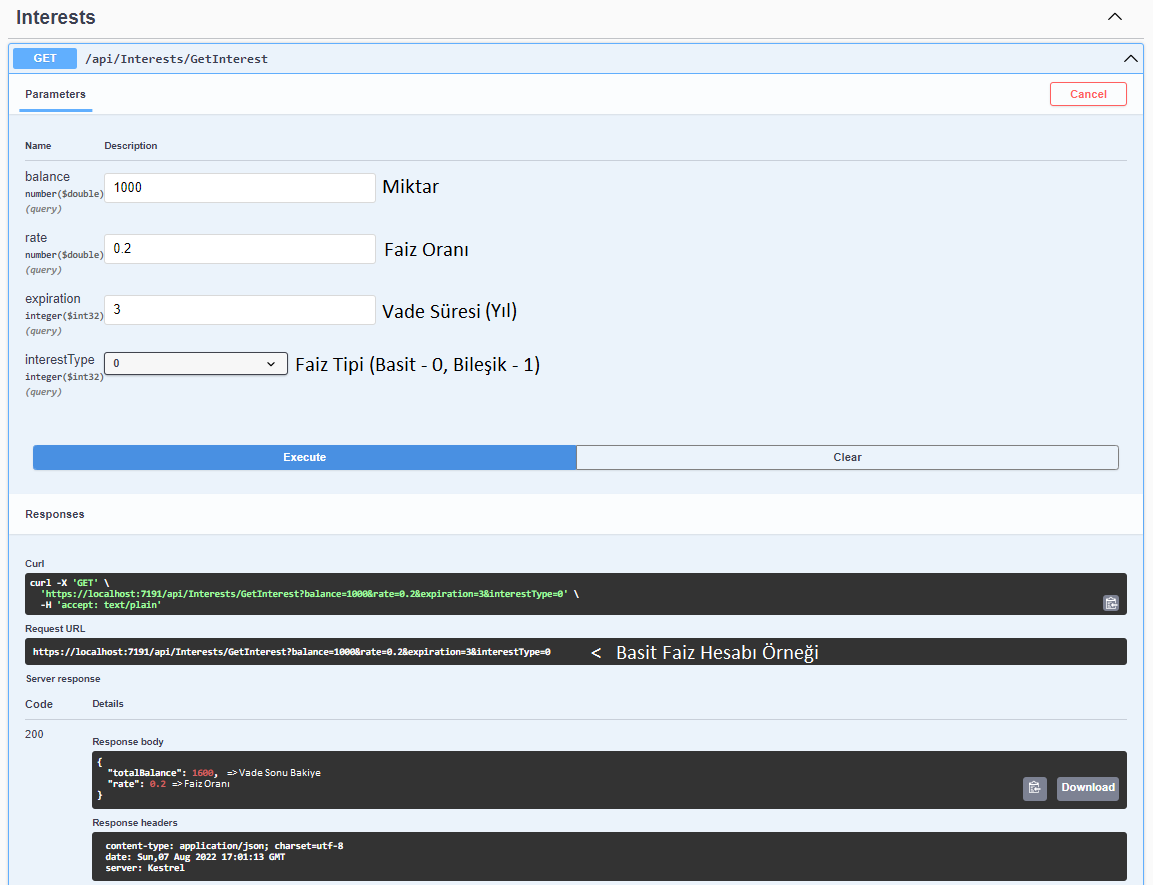 Interests
GET /api/Interests/GetInterest
Parameters Cancel
Name Description
balance
number($double)
(query)
1000 Miktar
rate
number($double)
(query)
0.2 Faiz Oranı
expiration
integer($int32)
(query)
3 Vade Süresi (Yıl)
interestType
integer($int32)
(query)
0 Faiz Tipi (Basit - 0, Bileşik - 1)
Execute Clear
Responses
Curl
curl -X 'GET' \
'https://localhost:7191/api/Interests/GetInterest?balance=1000&rate=0.2&expiration=3&interestType=0' \
-H 'accept: text/plain'
Request URL
https://localhost:7191/api/Interests/GetInterest?balance=1000&rate=0.2&expiration=3&interestType=0 < Basit Faiz Hesabı Örneği
Server response
Code Details
200
Response body
{
"totalBalance": 1600, => Vade Sonu Bakiye
"rate": 0.2 => Faiz Oranı
}
Download
Response headers
content-type: application/json; charset=utf-8
date: Sun,07 Aug 2022 17:01:13 GMT
server: Kestrel